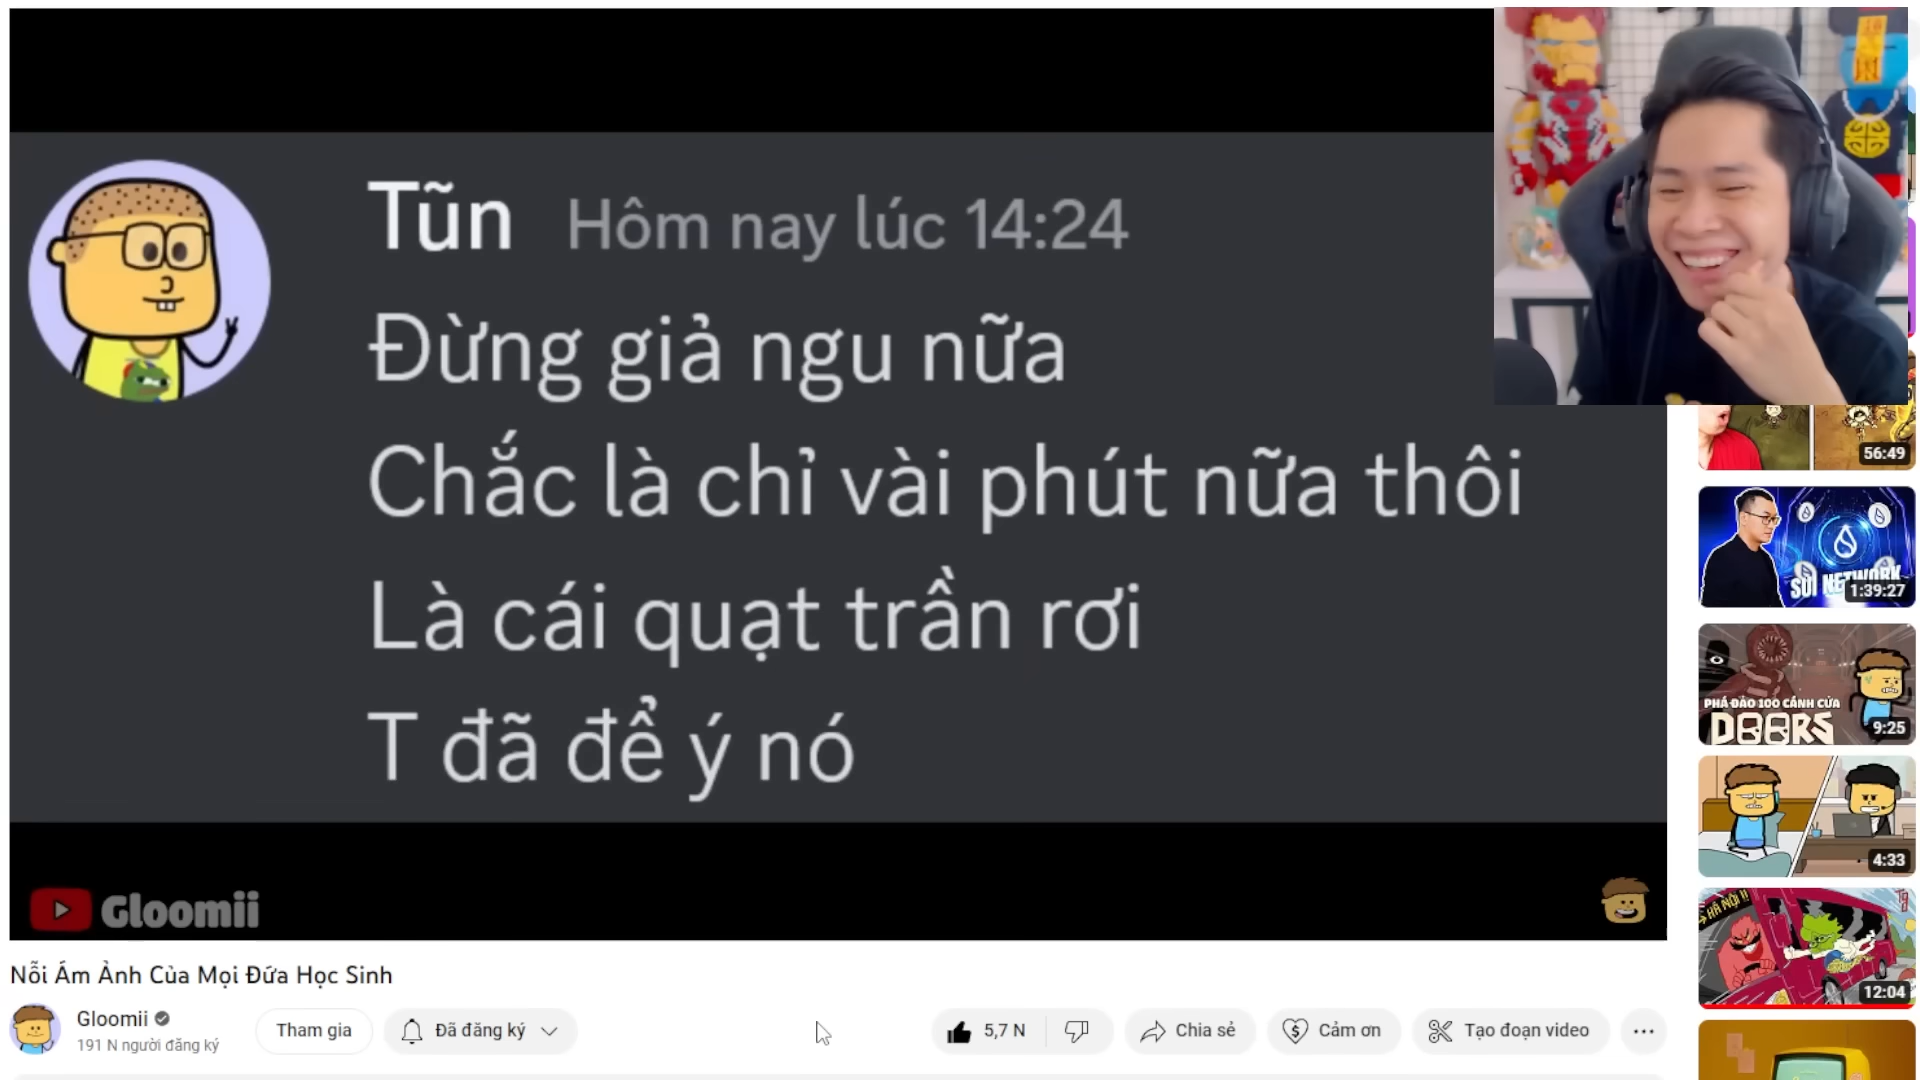 Tũn Hôm nay lúc 14:24
Đừng giả ngu nữa
Chắc là chỉ vài phút nữa thôi
Là cái quạt trần rơi
T đã để ý nó
Gloomii
56:49
SUI NETWORK
1:39:27
PHÁ ĐẢO 100 CÁNH CỬA
DOORS
9:25
4:33
HÀ NỘI !!
12:04
Nỗi Ám Ảnh Của Mọi Đứa Học Sinh
Gloomii
191 N người đăng ký
Tham gia
Đã đăng ký
5,7 N
Chia sẻ
Cảm ơn
Tạo đoạn video